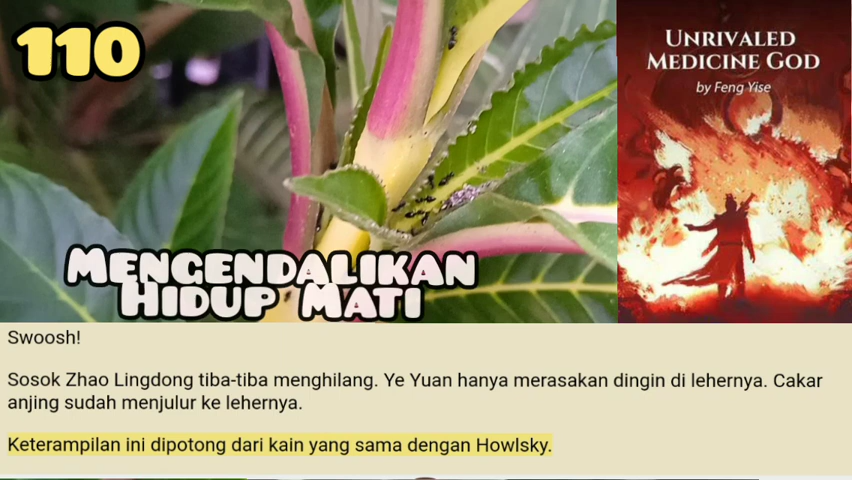 110
UNRIVALED
MEDICINE GOD
by Feng Yise
MENGENDALIKAN
HIDUP MATI
Swoosh!
Sosok Zhao Lingdong tiba-tiba menghilang. Ye Yuan hanya merasakan dingin di lehernya. Cakar
anjing sudah menjulur ke lehernya.
Keterampilan ini dipotong dari kain yang sama dengan Howlsky.